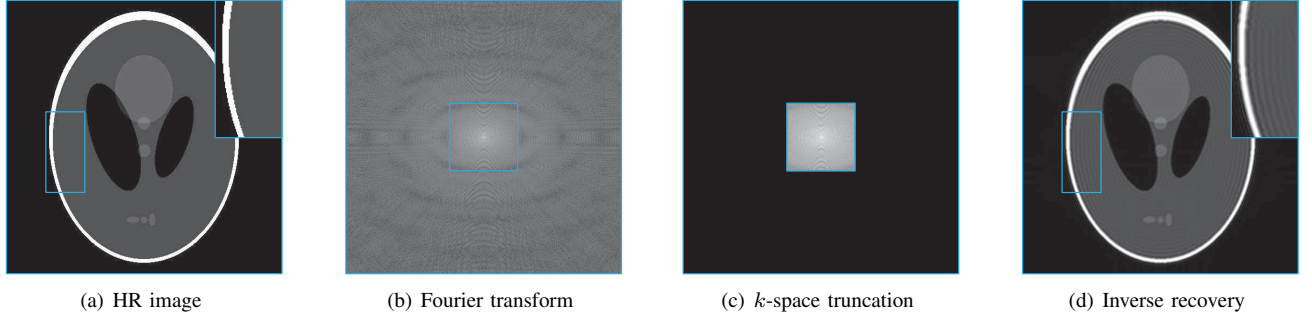 (a) HR image
(b) Fourier transform
(c) k-space truncation
(d) Inverse recovery